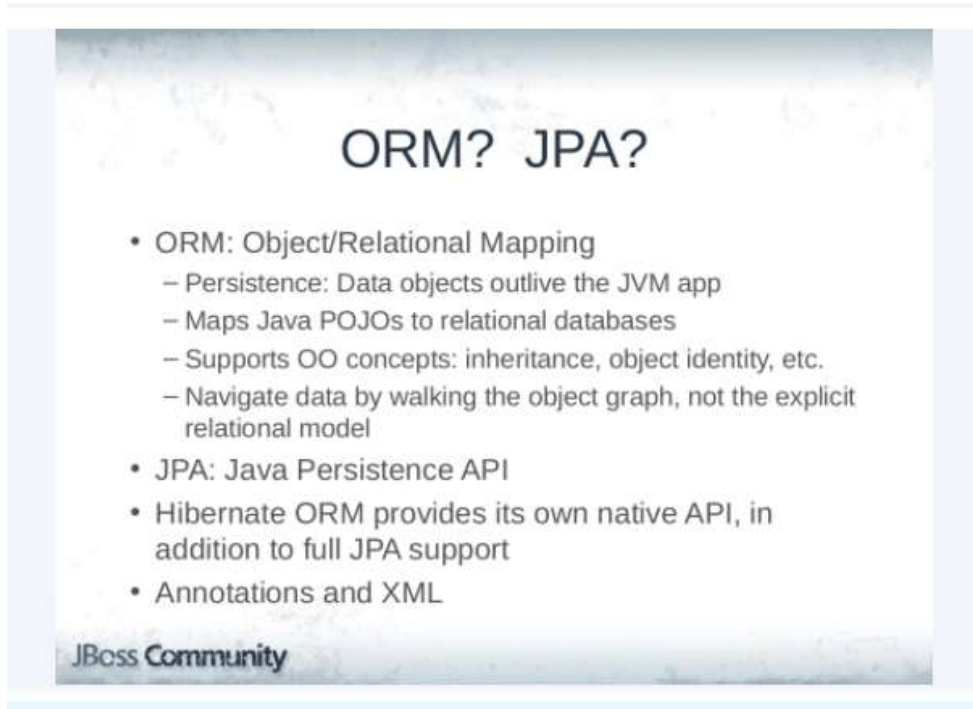 ORM? JPA?
• ORM: Object/Relational Mapping
– Persistence: Data objects outlive the JVM app
– Maps Java POJOs to relational databases
– Supports OO concepts: inheritance, object identity, etc.
– Navigate data by walking the object graph, not the explicit
relational model
• JPA: Java Persistence API
• Hibernate ORM provides its own native API, in
addition to full JPA support
• Annotations and XML
JBoss Community